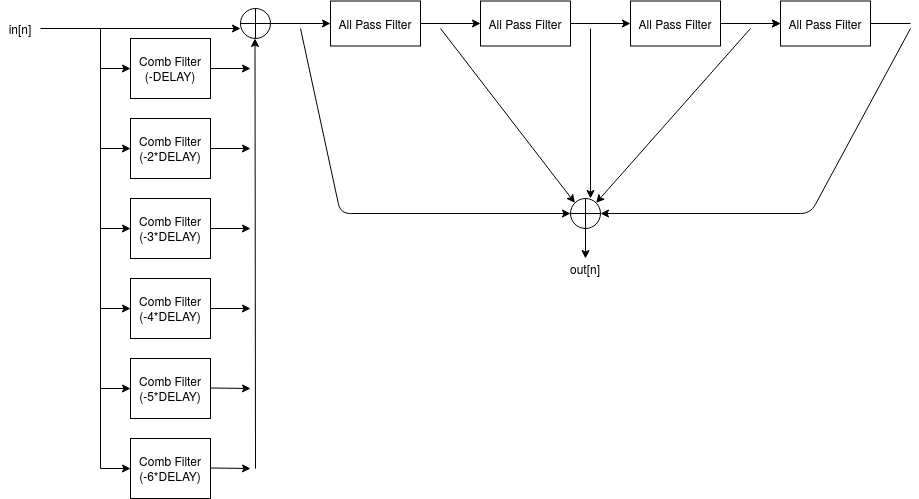 in[n]
All Pass Filter
All Pass Filter
All Pass Filter
All Pass Filter
Comb Filter
(-DELAY)
Comb Filter
(-2*DELAY)
Comb Filter
(-3*DELAY)
Comb Filter
(-4*DELAY)
Comb Filter
(-5*DELAY)
Comb Filter
(-6*DELAY)
out[n]